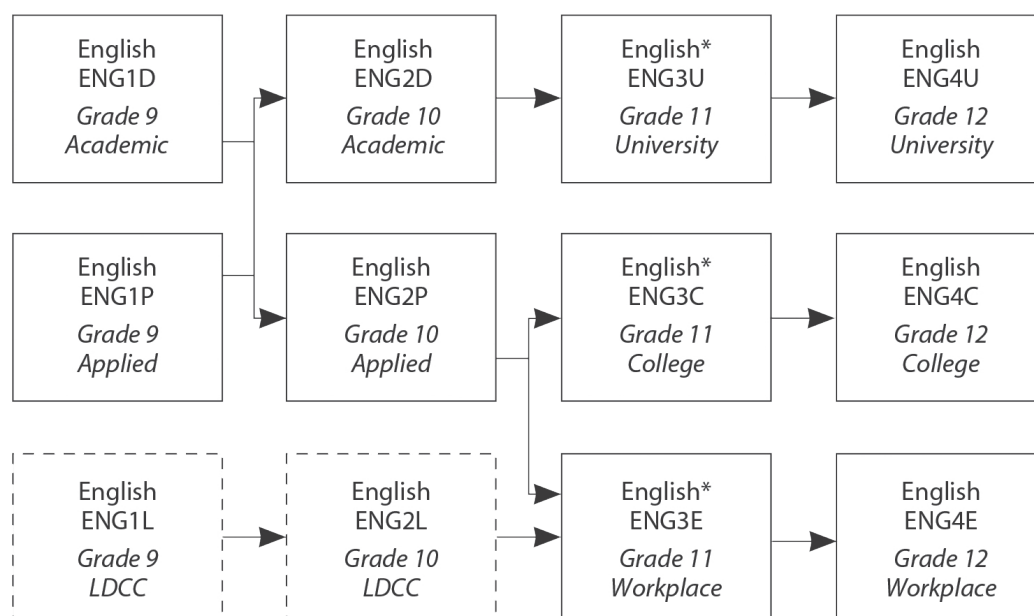 English
ENG1D
Grade 9
Academic
English
ENG2D
Grade 10
Academic
English*
ENG3U
Grade 11
University
English
ENG4U
Grade 12
University
English
ENG1P
Grade 9
Applied
English
ENG2P
Grade 10
Applied
English*
ENG3C
Grade 11
College
English
ENG4C
Grade 12
College
English
ENG1L
Grade 9
LDCC
English
ENG2L
Grade 10
LDCC
English*
ENG3E
Grade 11
Workplace
English
ENG4E
Grade 12
Workplace